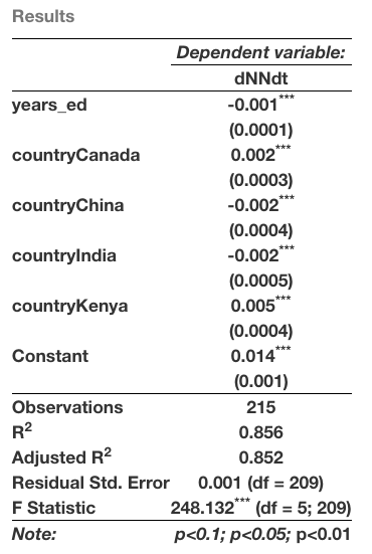 Results
Dependent variable:
dNNdt
years_ed -0.001***
(0.0001)
countryCanada 0.002***
(0.0003)
countryChina -0.002***
(0.0004)
countryIndia -0.002***
(0.0005)
countryKenya 0.005***
(0.0004)
Constant 0.014***
(0.001)
Observations 215
R2 0.856
Adjusted R2 0.852
Residual Std. Error 0.001 (df = 209)
F Statistic 248.132*** (df = 5; 209)
Note: p<0.1; p<0.05; p<0.01